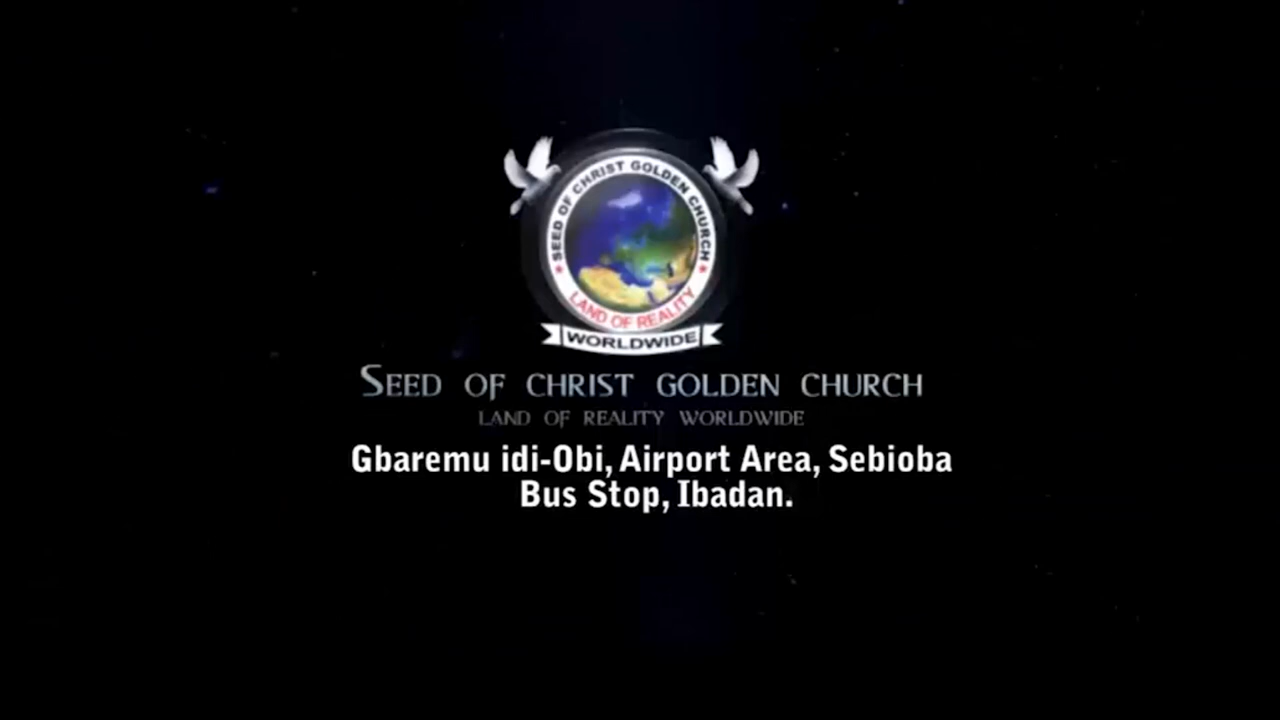 SEED OF CHRIST GOLDEN CHURCH
LAND OF REALITY
WORLDWIDE
SEED OF CHRIST GOLDEN CHURCH
LAND OF REALITY WORLDWIDE
Gbaremu idi-Obi, Airport Area, Sebioba
Bus Stop, Ibadan.